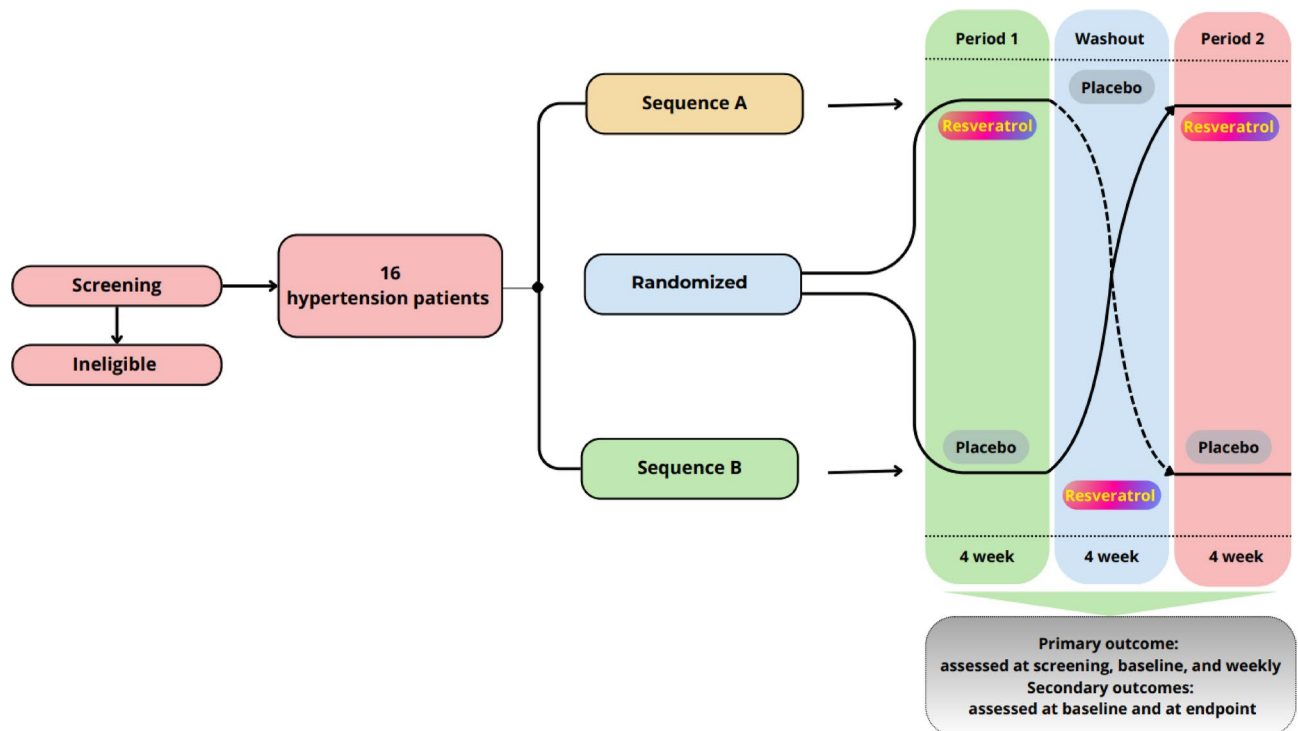 Period 1
Washout
Period 2
Placebo
Sequence A
Resveratrol
Resveratrol
Screening
16
hypertension patients
Randomized
Ineligible
Sequence B
Placebo
Placebo
Resveratrol
4 week
4 week
4 week
Primary outcome:
assessed at screening, baseline, and weekly
Secondary outcomes:
assessed at baseline and at endpoint